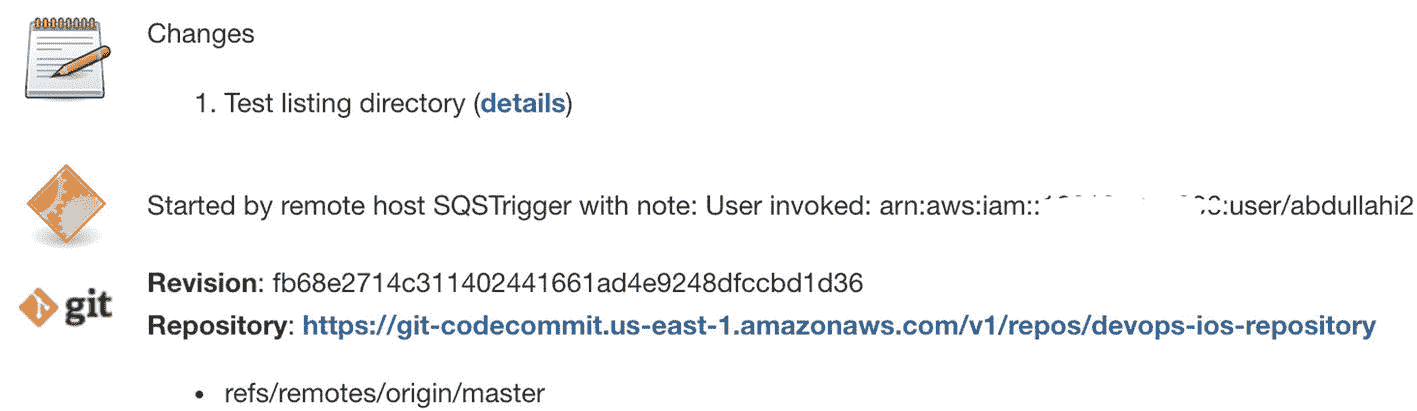 Changes
1. Test listing directory (details)
Started by remote host SQSTrigger with note: User invoked: arn:aws:iam:: :user/abdullahi2
git
Revision: fb68e2714c311402441661ad4e9248dfccbd1d36
Repository: https://git-codecommit.us-east-1.amazonaws.com/v1/repos/devops-ios-repository
• refs/remotes/origin/master